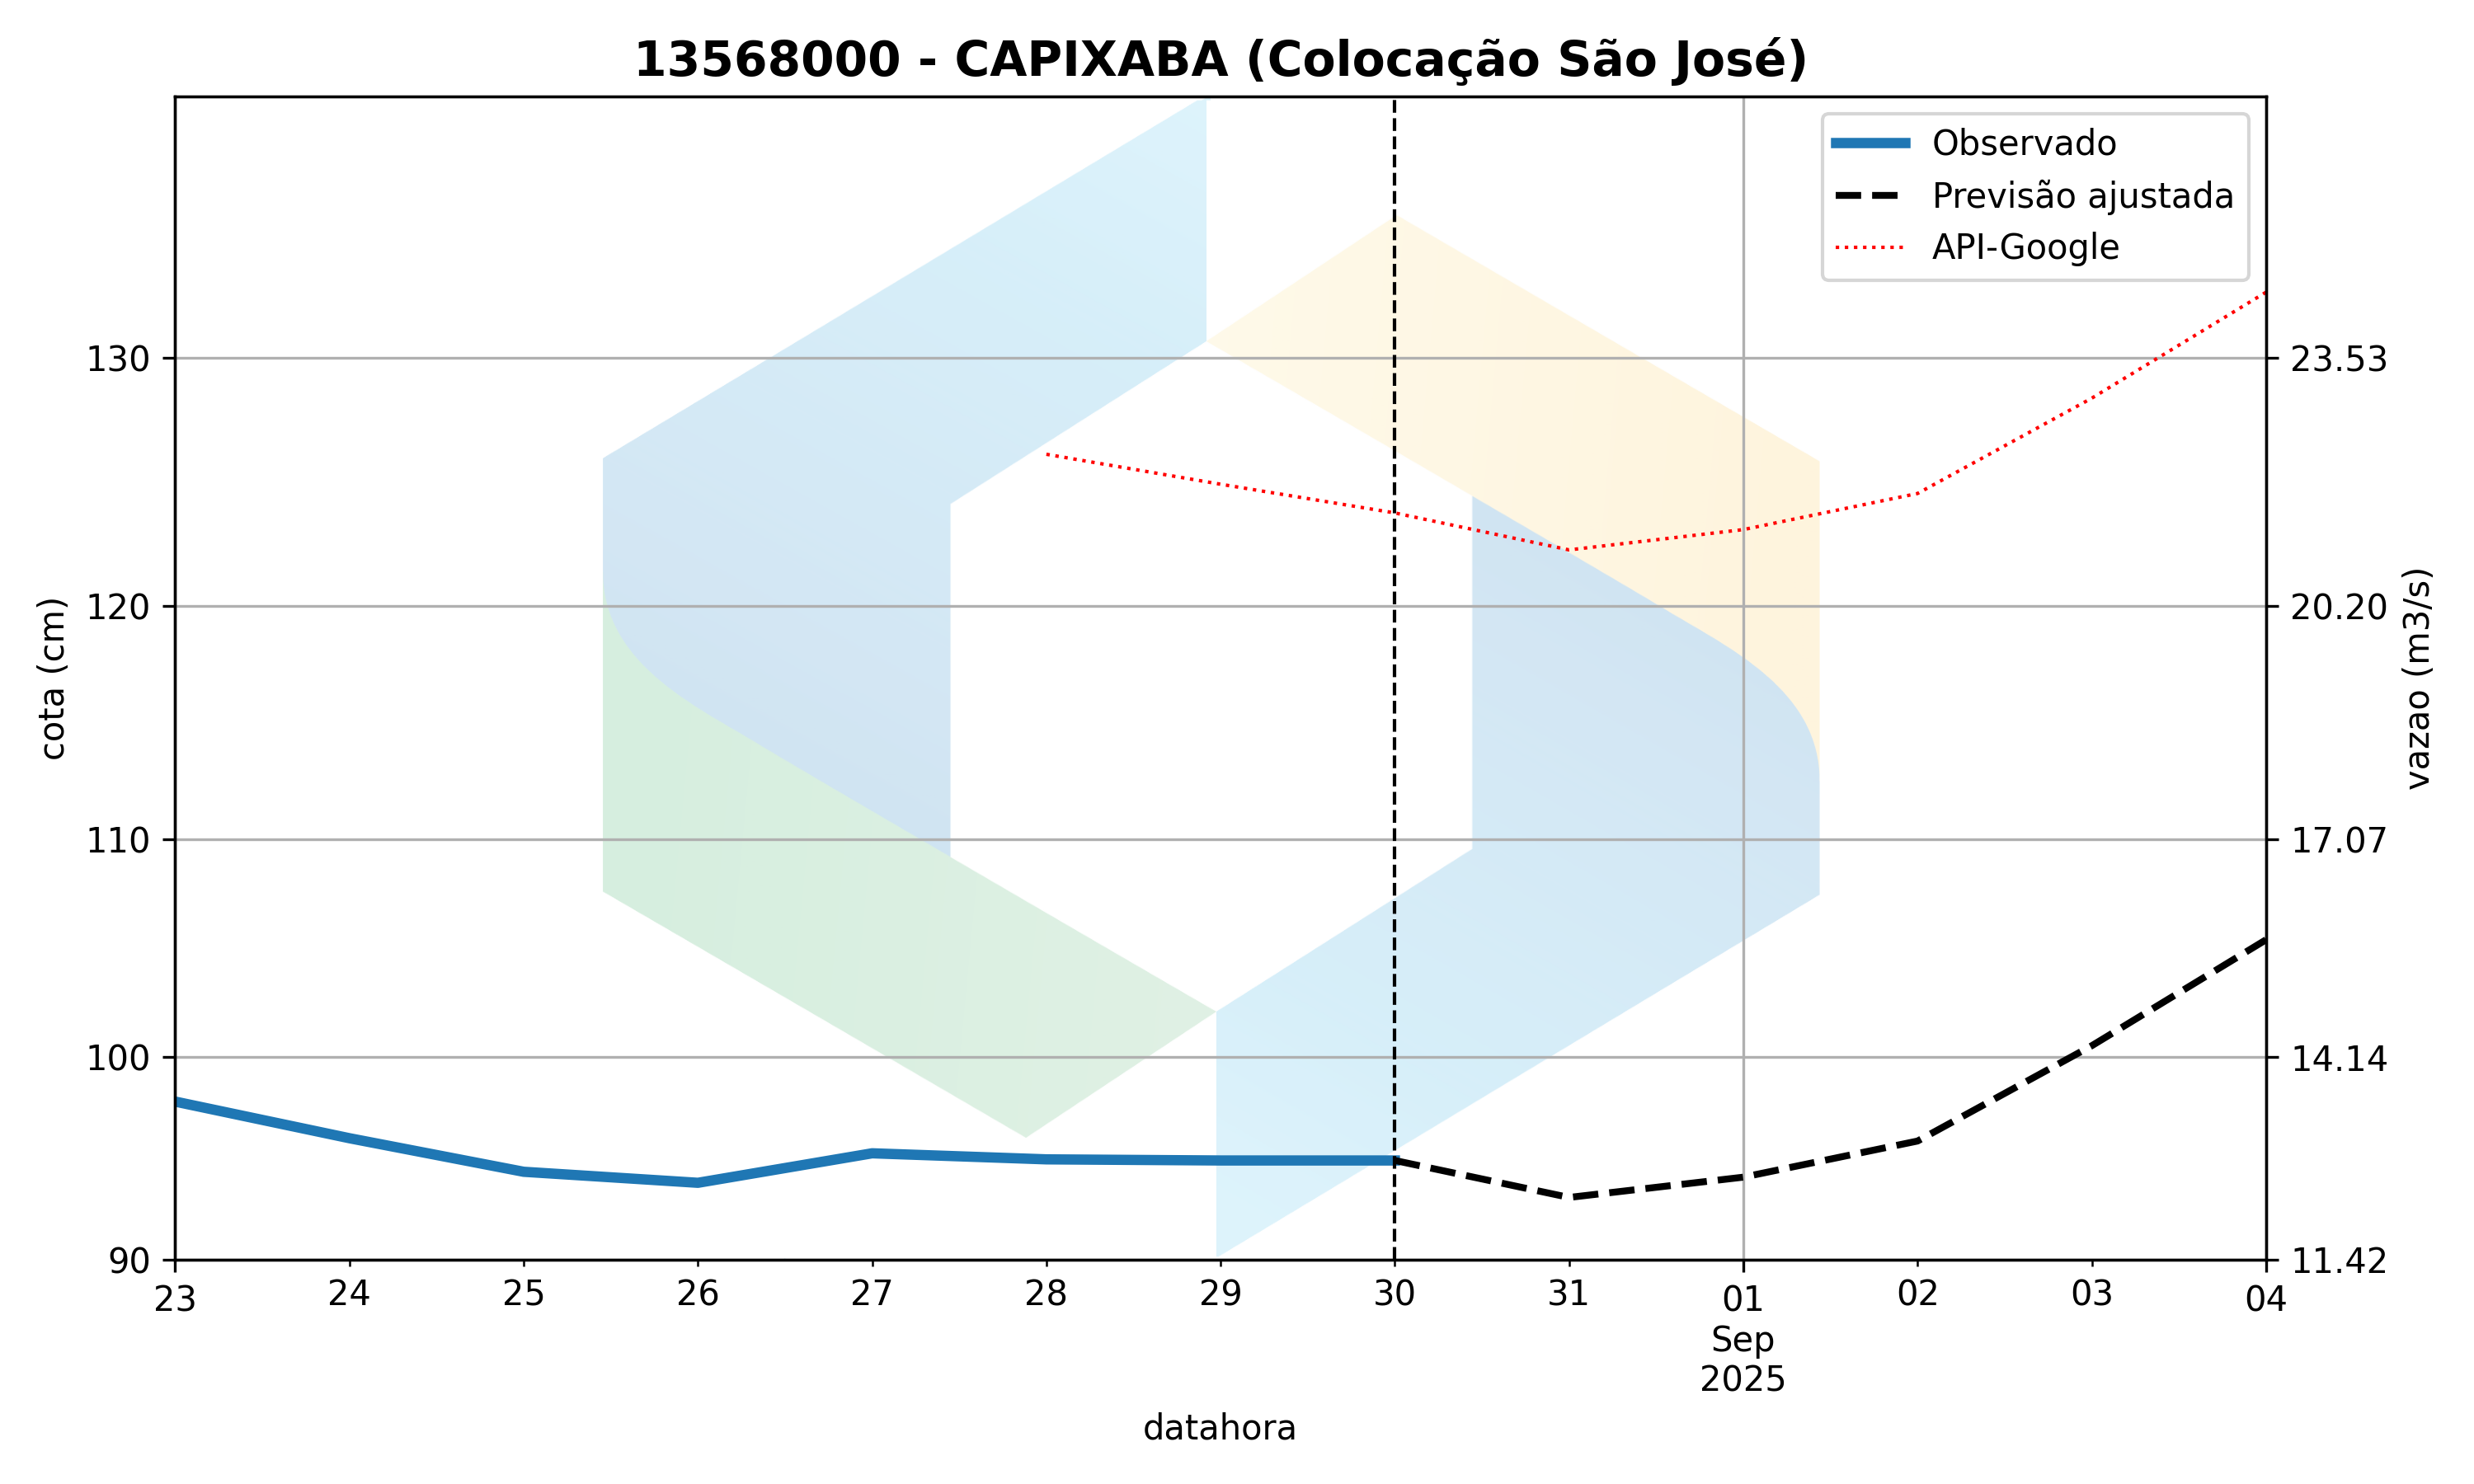 13568000 - CAPIXABA (Colocação São José)
Observado
Previsão ajustada
API-Google
cota (cm)
130
120
110
100
90
vazao (m3/s)
23.53
20.20
17.07
14.14
11.42
23 24 25 26 27 28 29 30 31 01 02 03 04
Sep
2025
datahora